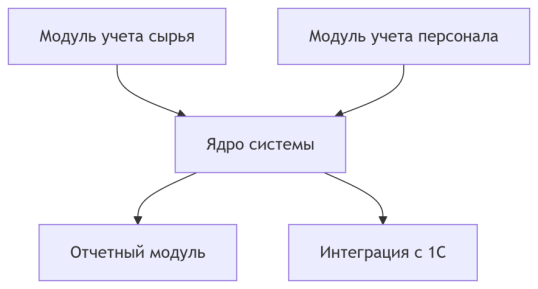 Модуль учета сырья
Модуль учета персонала
Ядро системы
Отчетный модуль
Интеграция с 1С